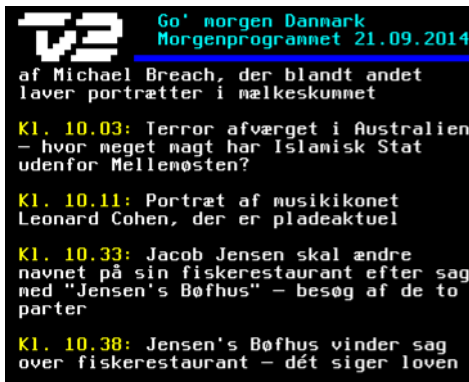 TV2
Go' morgen Danmark
Morgenprogrammet 21.09.2014
af Michael Breach, der blandt andet
laver portrætter i mælkeskummet
Kl. 10.03: Terror afværget i Australien
– hvor meget magt har Islamisk Stat
udenfor Mellemøsten?
Kl. 10.11: Portræt af musikikonet
Leonard Cohen, der er pladeaktuel
Kl. 10.33: Jacob Jensen skal ændre
navnet på sin fiskerestaurant efter sag
med "Jensen's Bøfhus" – besøg af de to
parter
Kl. 10.38: Jensen's Bøfhus vinder sag
over fiskerestaurant – dét siger loven